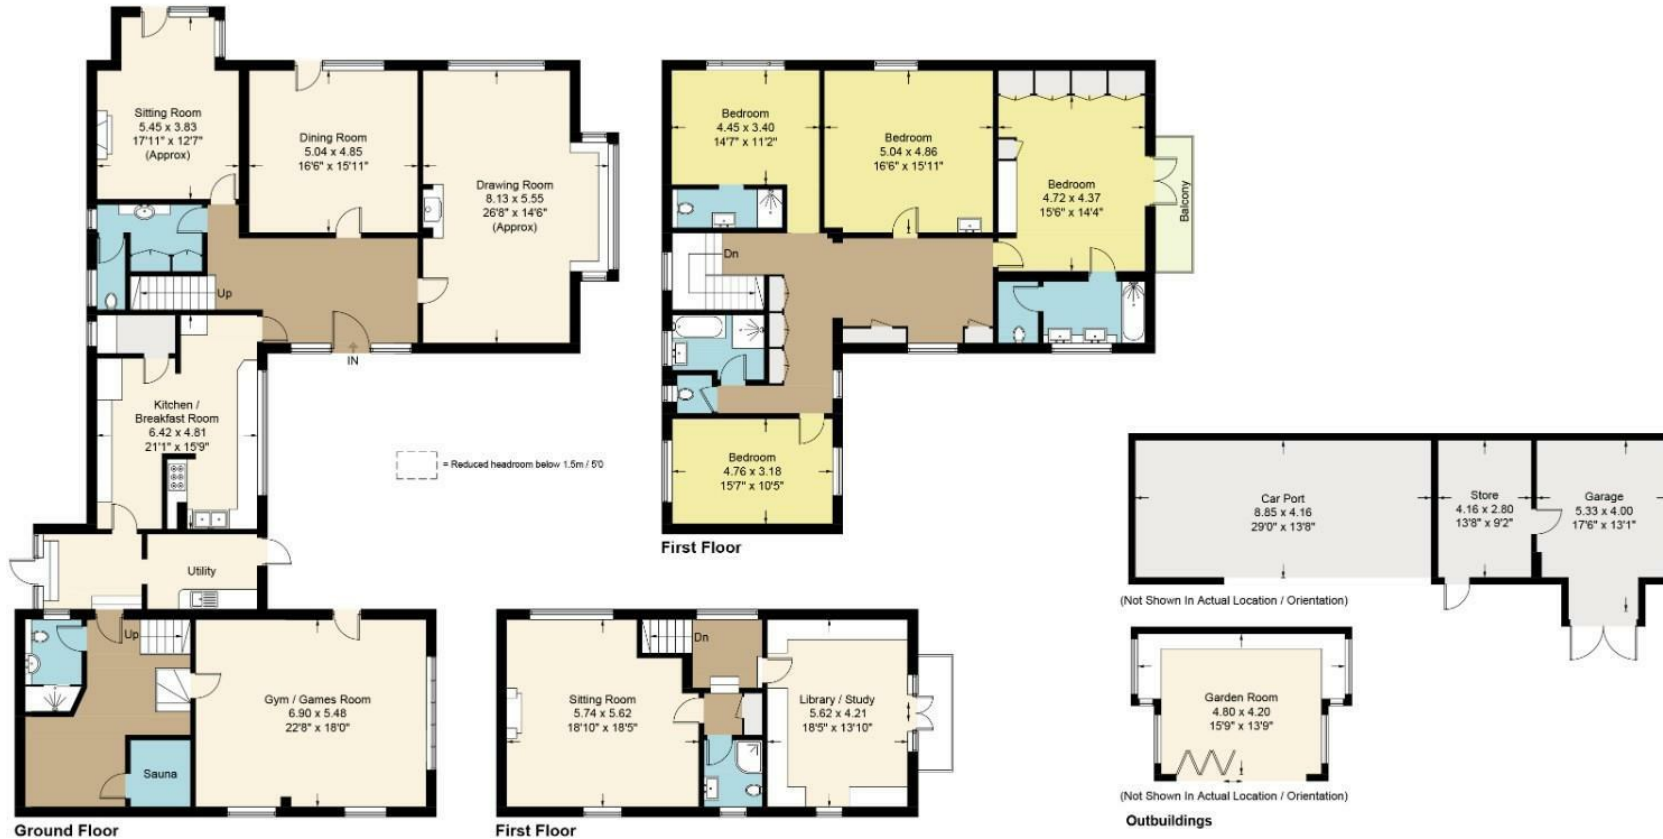 Sitting Room
5.45 x 3.83
17'11" x 12'7"
(Approx)
Dining Room
5.04 x 4.85
16'6" x 15'11"
Drawing Room
8.13 x 5.55
26'8" x 14'6"
(Approx)
Up
IN
Kitchen /
Breakfast Room
6.42 x 4.81
21'1" x 15'9"
= Reduced headroom below 1.5m / 5'0
Utility
Up
Gym / Games Room
6.90 x 5.48
22'8" x 18'0"
Sauna
Ground Floor
Bedroom
4.45 x 3.40
14'7" x 11'2"
Bedroom
5.04 x 4.86
16'6" x 15'11"
Bedroom
4.72 x 4.37
15'6" x 14'4"
Balcony
Dn
Bedroom
4.76 x 3.18
15'7" x 10'5"
First Floor
Dn
Sitting Room
5.74 x 5.62
18'10" x 18'5"
Library / Study
5.62 x 4.21
18'5" x 13'10"
First Floor
Car Port
8.85 x 4.16
29'0" x 13'8"
Store
4.16 x 2.80
13'8" x 9'2"
Garage
5.33 x 4.00
17'6" x 13'1"
(Not Shown In Actual Location / Orientation)
Garden Room
4.80 x 4.20
15'9" x 13'9"
(Not Shown In Actual Location / Orientation)
Outbuildings